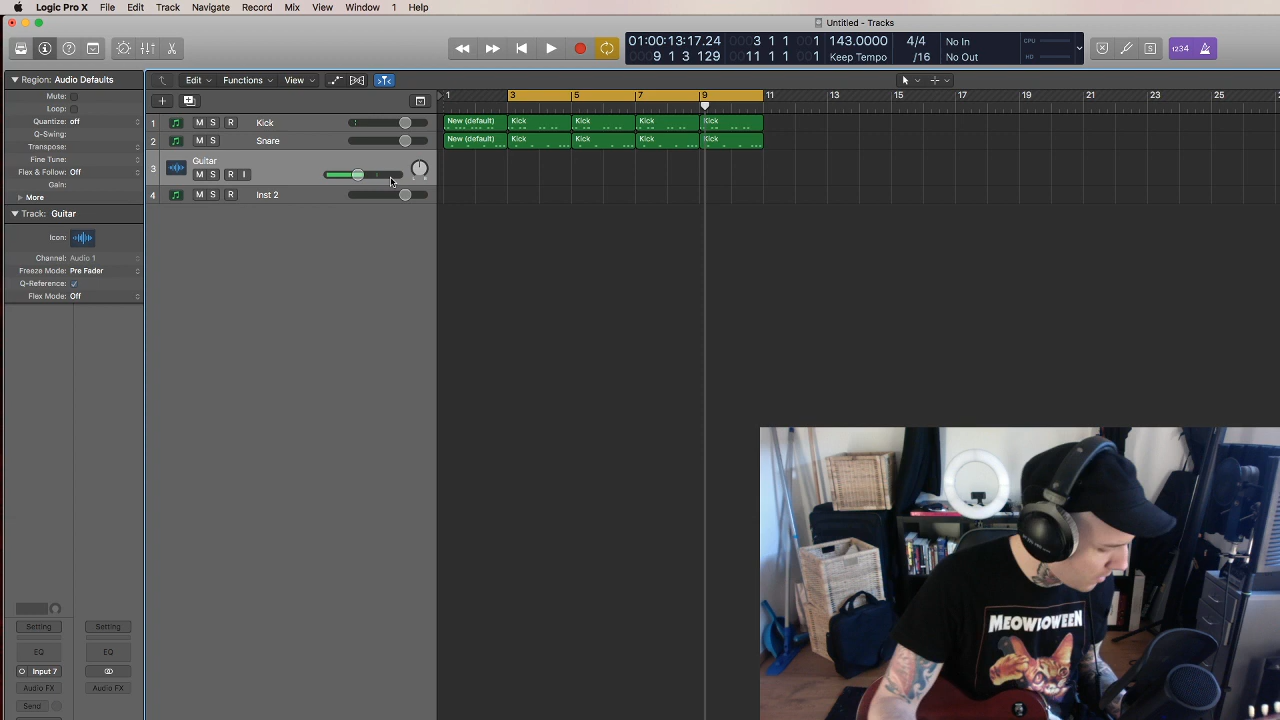 Logic Pro X File Edit Track Navigate Record Mix View Window 1 Help
Untitled - Tracks
01:00:13:17.24 3 1 1 1 143.0000 4/4 No In CPU
9 1 3 129 11 1 1 1 Keep Tempo /16 No Out HD
S 1234
Region: Audio Defaults
Mute:
Loop:
Quantize: off
Q-Swing:
Transpose:
Fine Tune:
Flex & Follow: Off
Gain:
More
Track: Guitar
Icon:
Channel: Audio 1
Freeze Mode: Pre Fader
Q-Reference:
Flex Mode: Off
Setting Setting
EQ EQ
Input 7
Audio FX Audio FX
Send
Edit Functions View
1 3 5 7 9 11 13 15 17 19 21 23 25
1 M S R Kick
New (default) Kick Kick Kick Kick
2 M S Snare
New (default) Kick Kick Kick Kick
3 Guitar
M S R I
L R
4 M S R Inst 2
MEOWLOWEEN